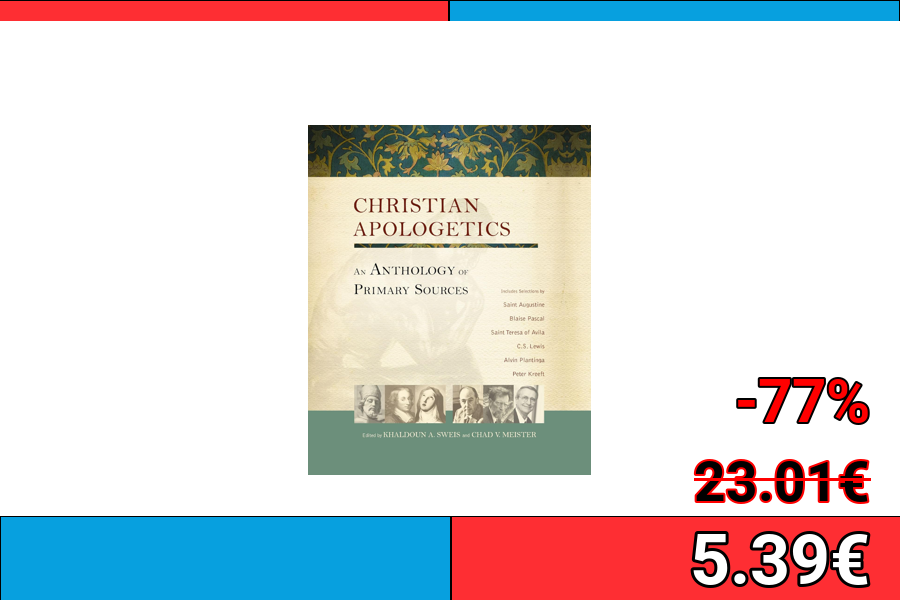 CHRISTIAN
APOLOGETICS
AN ANTHOLOGY OF
PRIMARY SOURCES
Includes Selections by
Saint Augustine
Blaise Pascal
Saint Teresa of Avila
C.S. Lewis
Alvin Plantinga
Peter Kreeft
Edited by KHALDOUN A. SWEIS and CHAD V. MEISTER
-77%
23.01€
5.39€